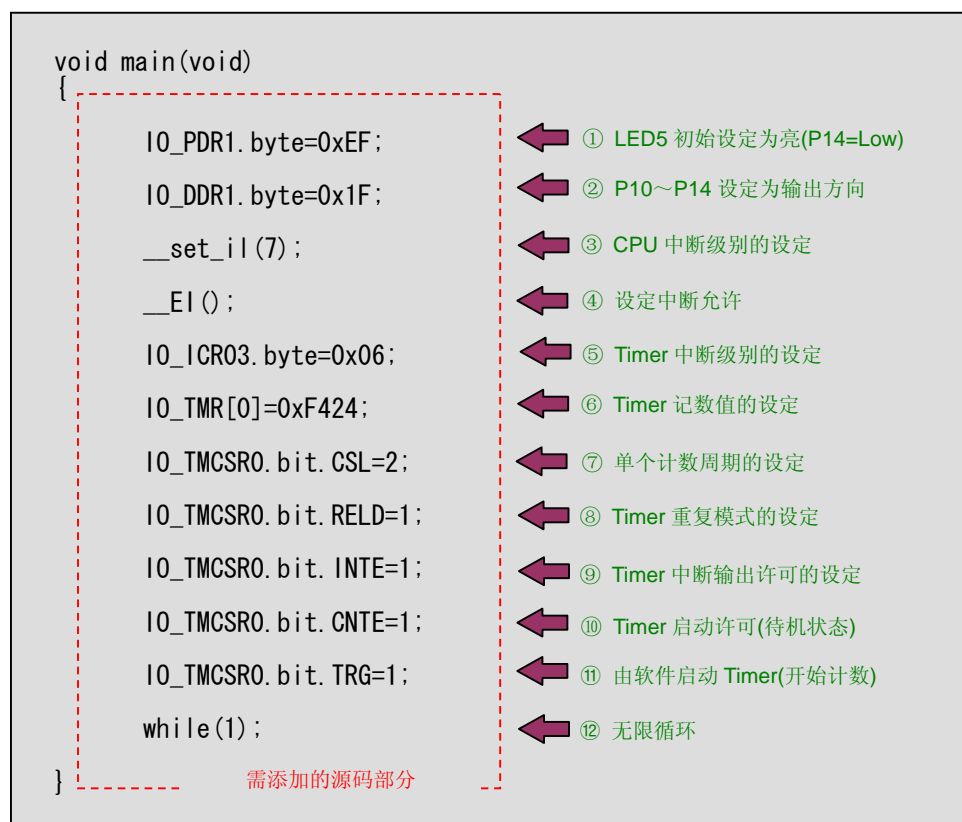 void main(void)
{
IO_PDR1.byte=0xEF; ① LED5 初始设定为亮(P14=Low)
IO_DDR1.byte=0x1F; ② P10～P14 设定为输出方向
__set_il(7); ③ CPU 中断级别的设定
__EI(); ④ 设定中断允许
IO_ICR03.byte=0x06; ⑤ Timer 中断级别的设定
IO_TMR[0]=0xF424; ⑥ Timer 记数值的设定
IO_TMCSR0.bit.CSL=2; ⑦ 单个计数周期的设定
IO_TMCSR0.bit.RELD=1; ⑧ Timer 重复模式的设定
IO_TMCSR0.bit.INTE=1; ⑨ Timer 中断输出许可的设定
IO_TMCSR0.bit.CNTE=1; ⑩ Timer 启动许可(待机状态)
IO_TMCSR0.bit.TRG=1; ⑪ 由软件启动 Timer(开始计数)
while(1); ⑫ 无限循环
} 需添加的源码部分